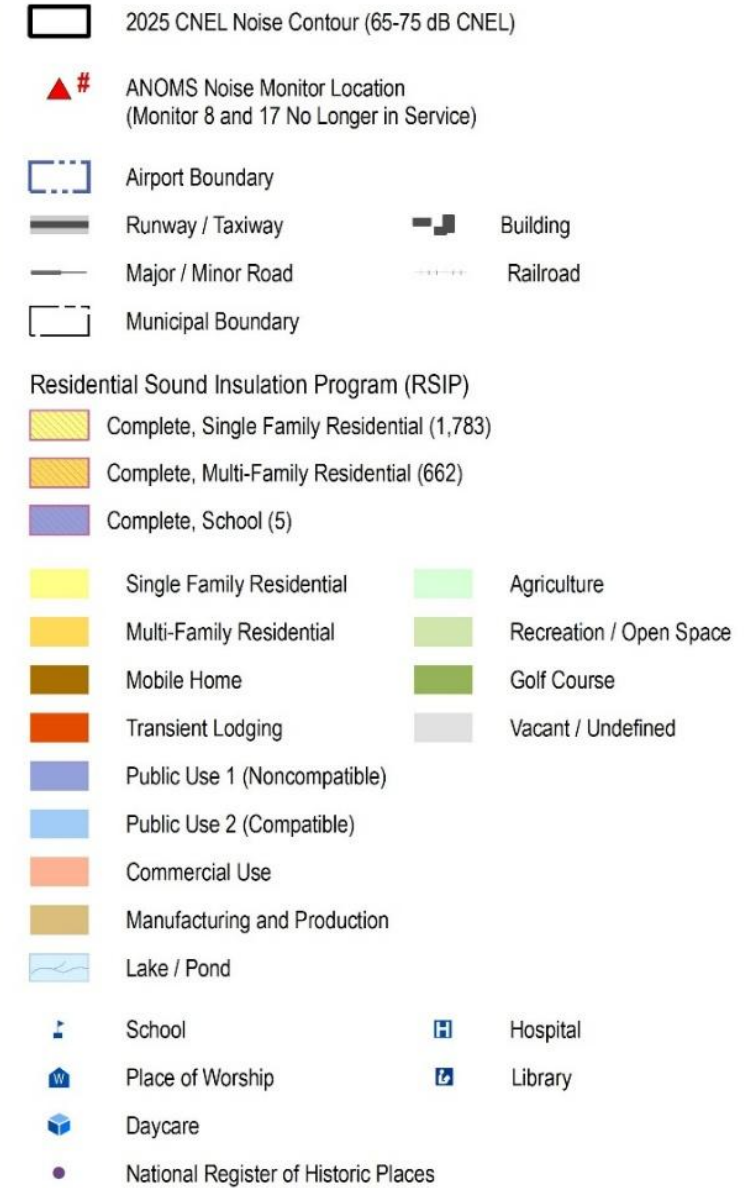 2025 CNEL Noise Contour (65-75 dB CNEL)
#
ANOMS Noise Monitor Location
(Monitor 8 and 17 No Longer in Service)
Airport Boundary
Runway / Taxiway
Building
Major / Minor Road
Railroad
Municipal Boundary
Residential Sound Insulation Program (RSIP)
Complete, Single Family Residential (1,783)
Complete, Multi-Family Residential (662)
Complete, School (5)
Single Family Residential
Agriculture
Multi-Family Residential
Recreation / Open Space
Mobile Home
Golf Course
Transient Lodging
Vacant / Undefined
Public Use 1 (Noncompatible)
Public Use 2 (Compatible)
Commercial Use
Manufacturing and Production
Lake / Pond
School
H
Hospital
W
Place of Worship
Library
Daycare
National Register of Historic Places